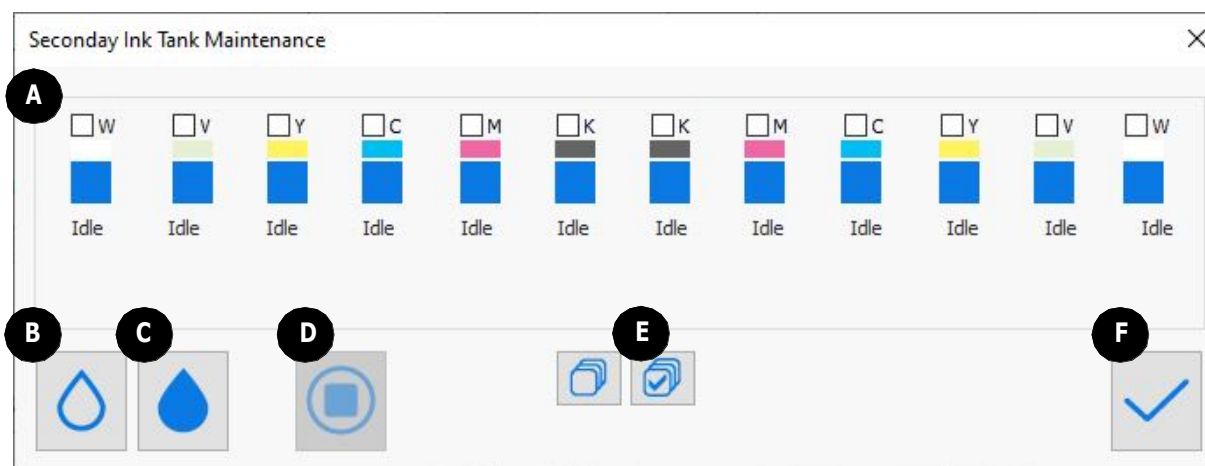 Seconday Ink Tank Maintenance
A
W V Y C M K K M C Y V W
Idle Idle Idle Idle Idle Idle Idle Idle Idle Idle Idle Idle
B C D E F